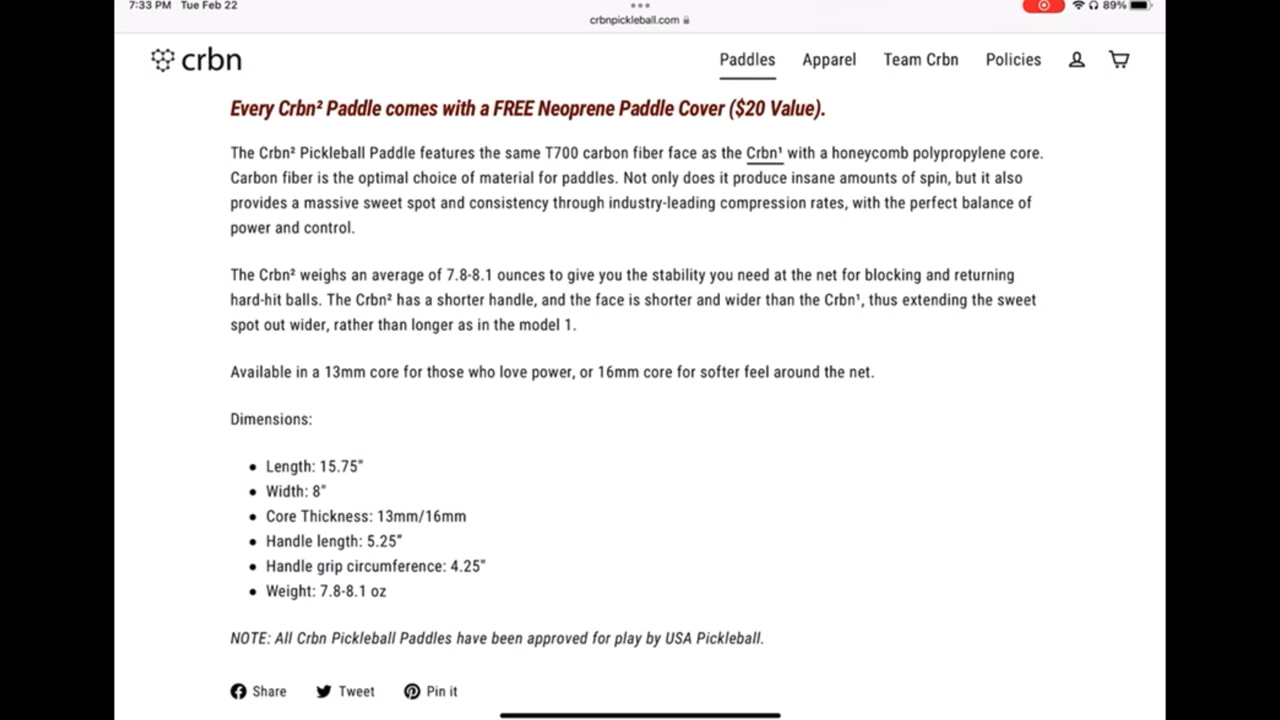 7:33 PM Tue Feb 22
crbnpickleball.com
89%
crbn
Paddles Apparel Team Crbn Policies
Every Crbn² Paddle comes with a FREE Neoprene Paddle Cover ($20 Value).
The Crbn² Pickleball Paddle features the same T700 carbon fiber face as the Crbn¹ with a honeycomb polypropylene core.
Carbon fiber is the optimal choice of material for paddles. Not only does it produce insane amounts of spin, but it also
provides a massive sweet spot and consistency through industry-leading compression rates, with the perfect balance of
power and control.
The Crbn² weighs an average of 7.8-8.1 ounces to give you the stability you need at the net for blocking and returning
hard-hit balls. The Crbn² has a shorter handle, and the face is shorter and wider than the Crbn¹, thus extending the sweet
spot out wider, rather than longer as in the model 1.
Available in a 13mm core for those who love power, or 16mm core for softer feel around the net.
Dimensions:
• Length: 15.75"
• Width: 8"
• Core Thickness: 13mm/16mm
• Handle length: 5.25"
• Handle grip circumference: 4.25"
• Weight: 7.8-8.1 oz
NOTE: All Crbn Pickleball Paddles have been approved for play by USA Pickleball.
Share Tweet Pin it